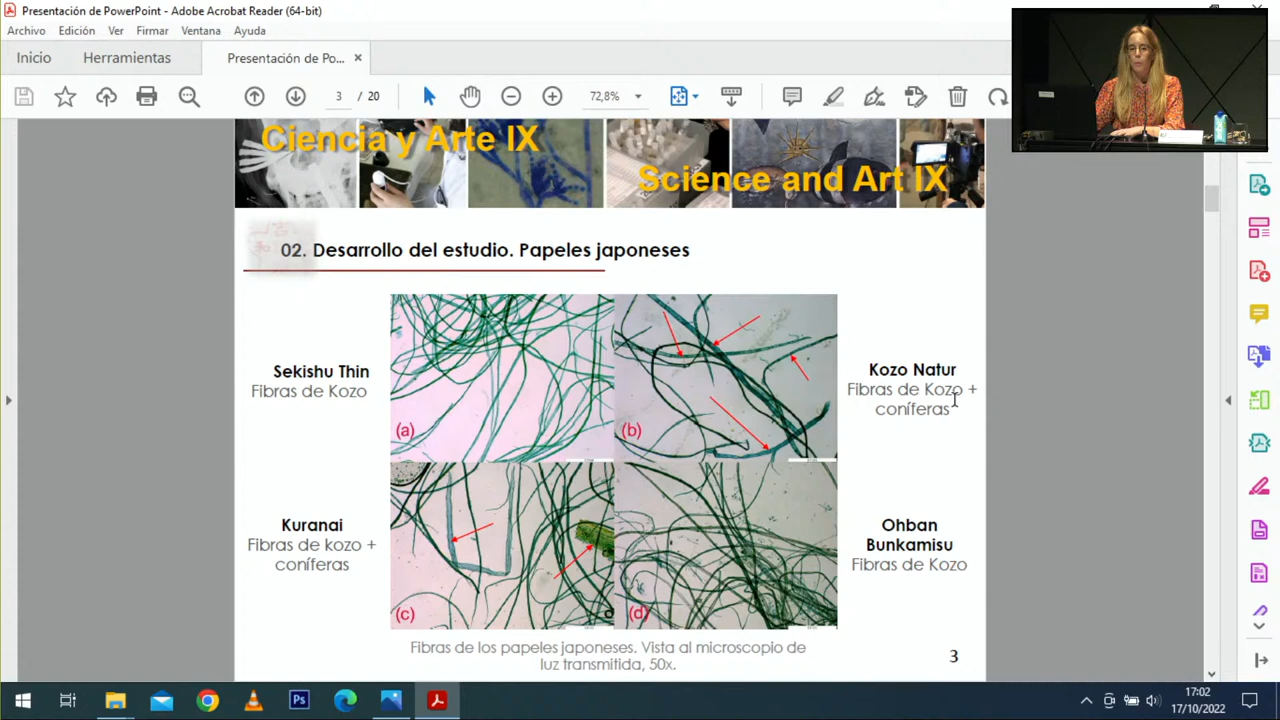 Presentación de PowerPoint - Adobe Acrobat Reader (64-bit)
Archivo Edición Ver Firmar Ventana Ayuda
Inicio Herramientas Presentación de Po... ×
3 / 20 72,8%
Ciencia y Arte IX
Science and Art IX
02. Desarrollo del estudio. Papeles japoneses
Sekishu Thin
Fibras de Kozo
(a)
(b)
Kozo Natur
Fibras de Kozo +
coníferas
Kuranai
Fibras de kozo +
coníferas
(c)
(d)
Ohban
Bunkamisu
Fibras de Kozo
Fibras de los papeles japoneses. Vista al microscopio de
luz transmitida, 50x.
3
Ps
17:02
17/10/2022